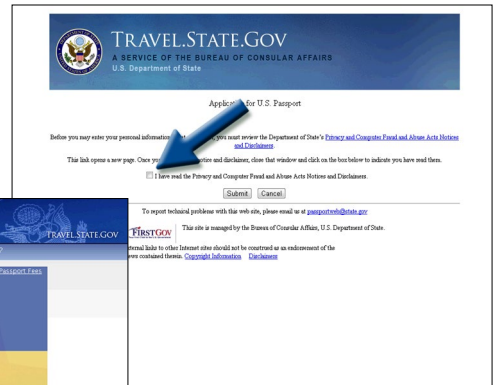 TRAVEL.STATE.GOV
A SERVICE OF THE BUREAU OF CONSULAR AFFAIRS
U.S. Department of State
for U.S. Passport
Before you may enter your personal information you must review the Department of State's Privacy and Computer Fraud and Abuse Acts Notices
and Disclaimers.
This link opens a new page. Once you notice and disclaimer, close that window and click on the box below to indicate you have read them.
I have read the Privacy and Computer Fraud and Abuse Acts Notices and Disclaimers.
Submit Cancel
To report technical problems with this web site, please email us at passportweb@state.gov
FIRSTGOV This site is managed by the Bureau of Consular Affairs, U.S. Department of State.
links to other Internet sites should not be construed as an endorsement of the
contained therein. Copyright Information Disclaimers
TRAVEL.STATE.GOV
Passport Fees